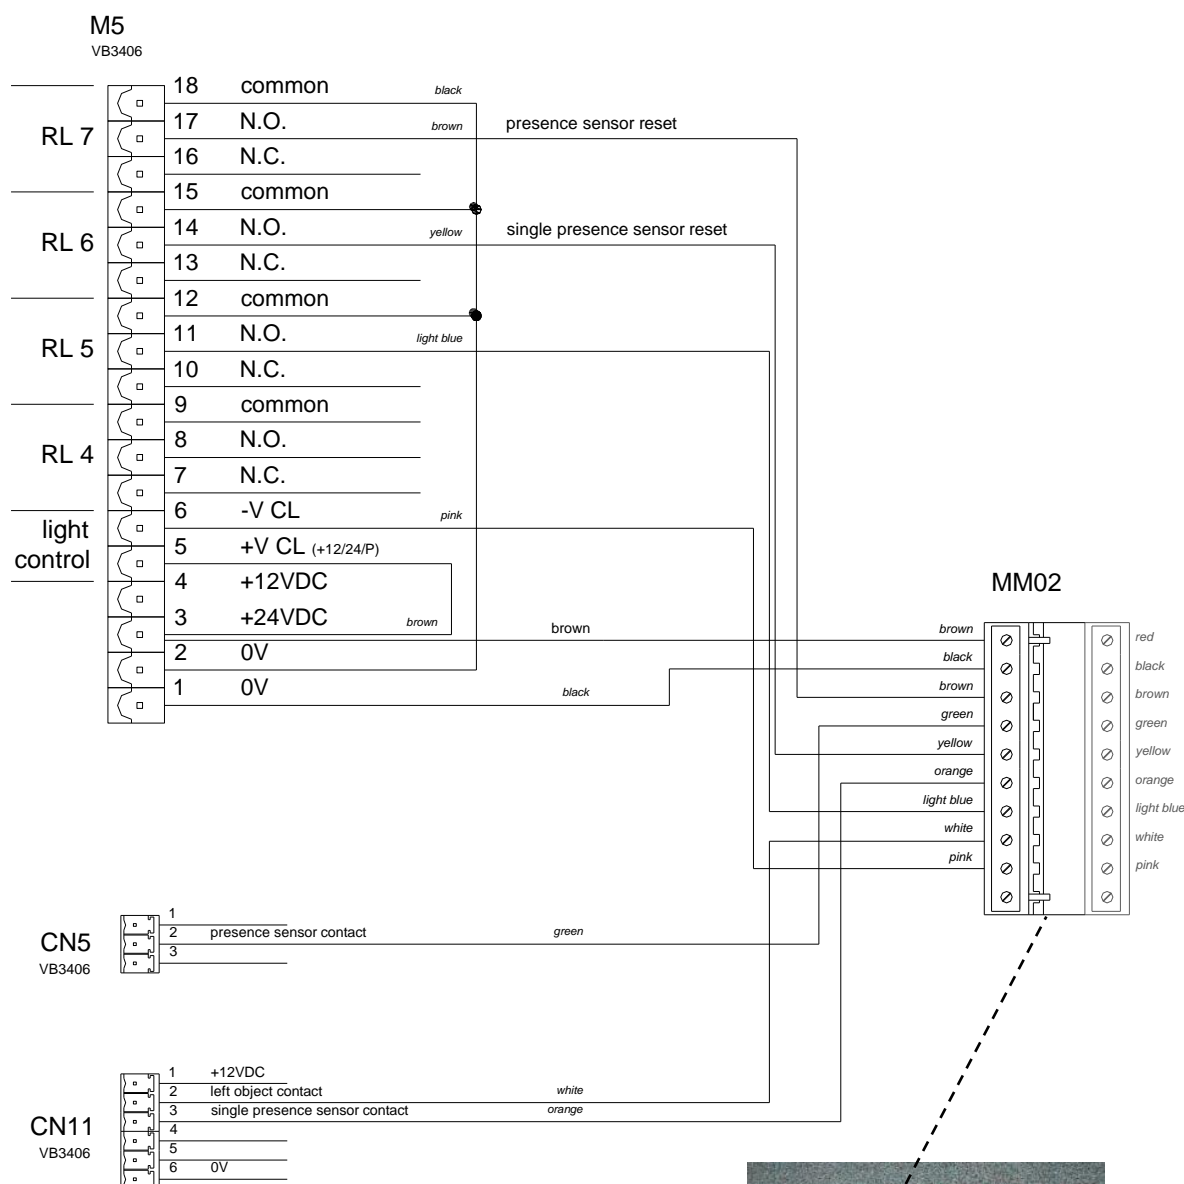 M5
VB3406
18 common black
17 N.O. brown presence sensor reset
RL 7
16 N.C.
15 common
14 N.O. yellow single presence sensor reset
RL 6
13 N.C.
12 common
11 N.O. light blue
RL 5
10 N.C.
9 common
8 N.O.
RL 4
7 N.C.
6 -V CL pink
light
control
5 +V CL (+12/24/P)
4 +12VDC
3 +24VDC brown brown
2 0V
1 0V black
MM02
brown red
black black
brown brown
green green
yellow yellow
orange orange
light blue light blue
white white
pink pink
CN5
VB3406
1
2 presence sensor contact green
3
CN11
VB3406
1 +12VDC
2 left object contact white
3 single presence sensor contact orange
4
5
6 0V